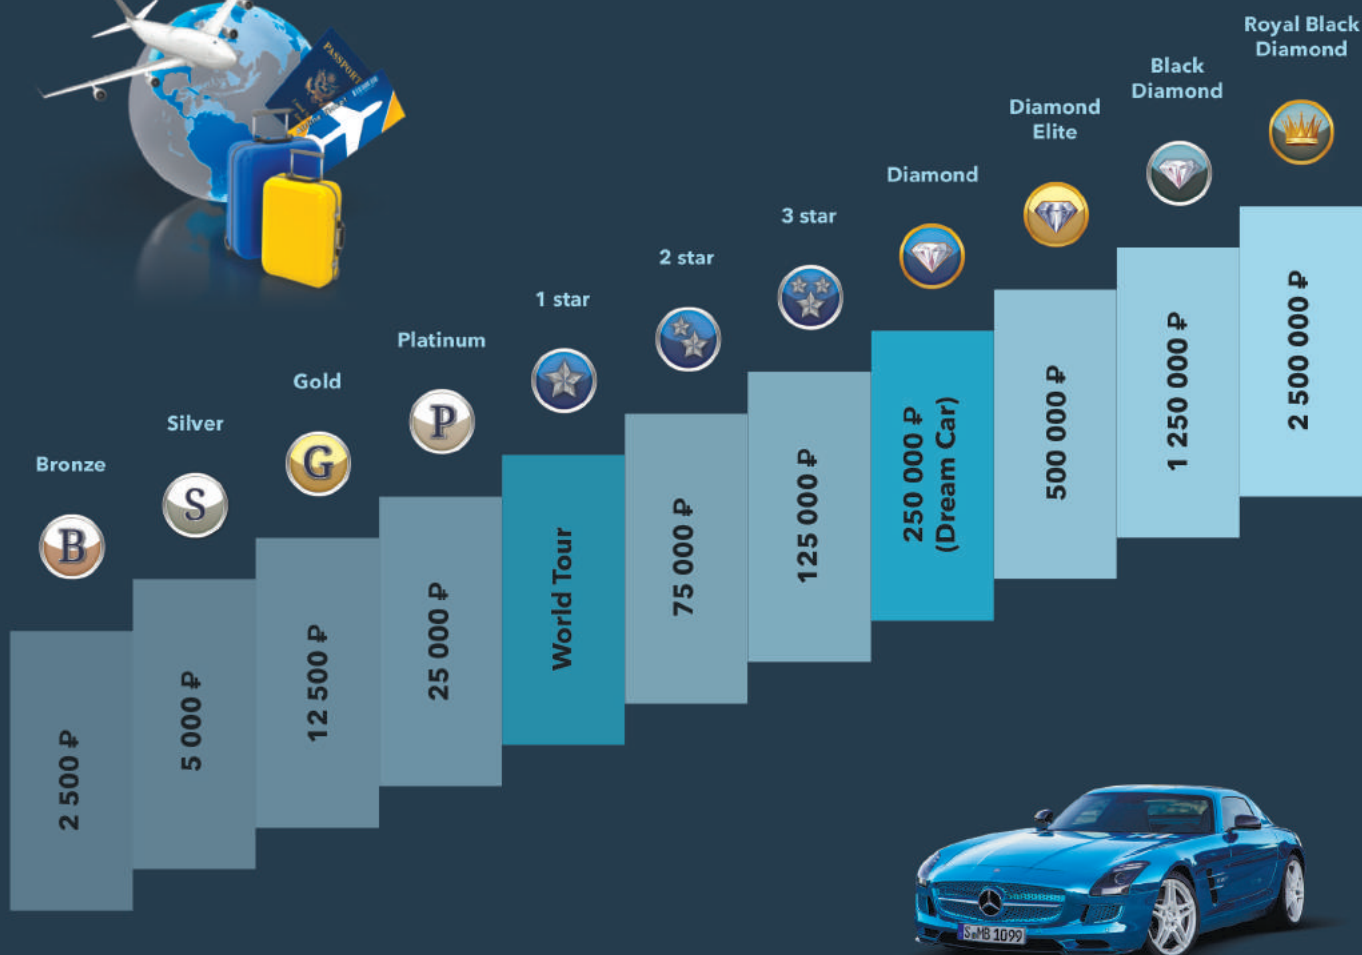 Royal Black
Diamond
Black
Diamond
Diamond
Elite
Diamond
3 star
2 star
1 star
Platinum
Gold
Silver
Bronze
B
S
G
P
PASSPORT
2 500 ₽
5 000 ₽
12 500 ₽
25 000 ₽
World Tour
75 000 ₽
125 000 ₽
250 000 ₽
(Dream Car)
500 000 ₽
1 250 000 ₽
2 500 000 ₽
S MB 1099